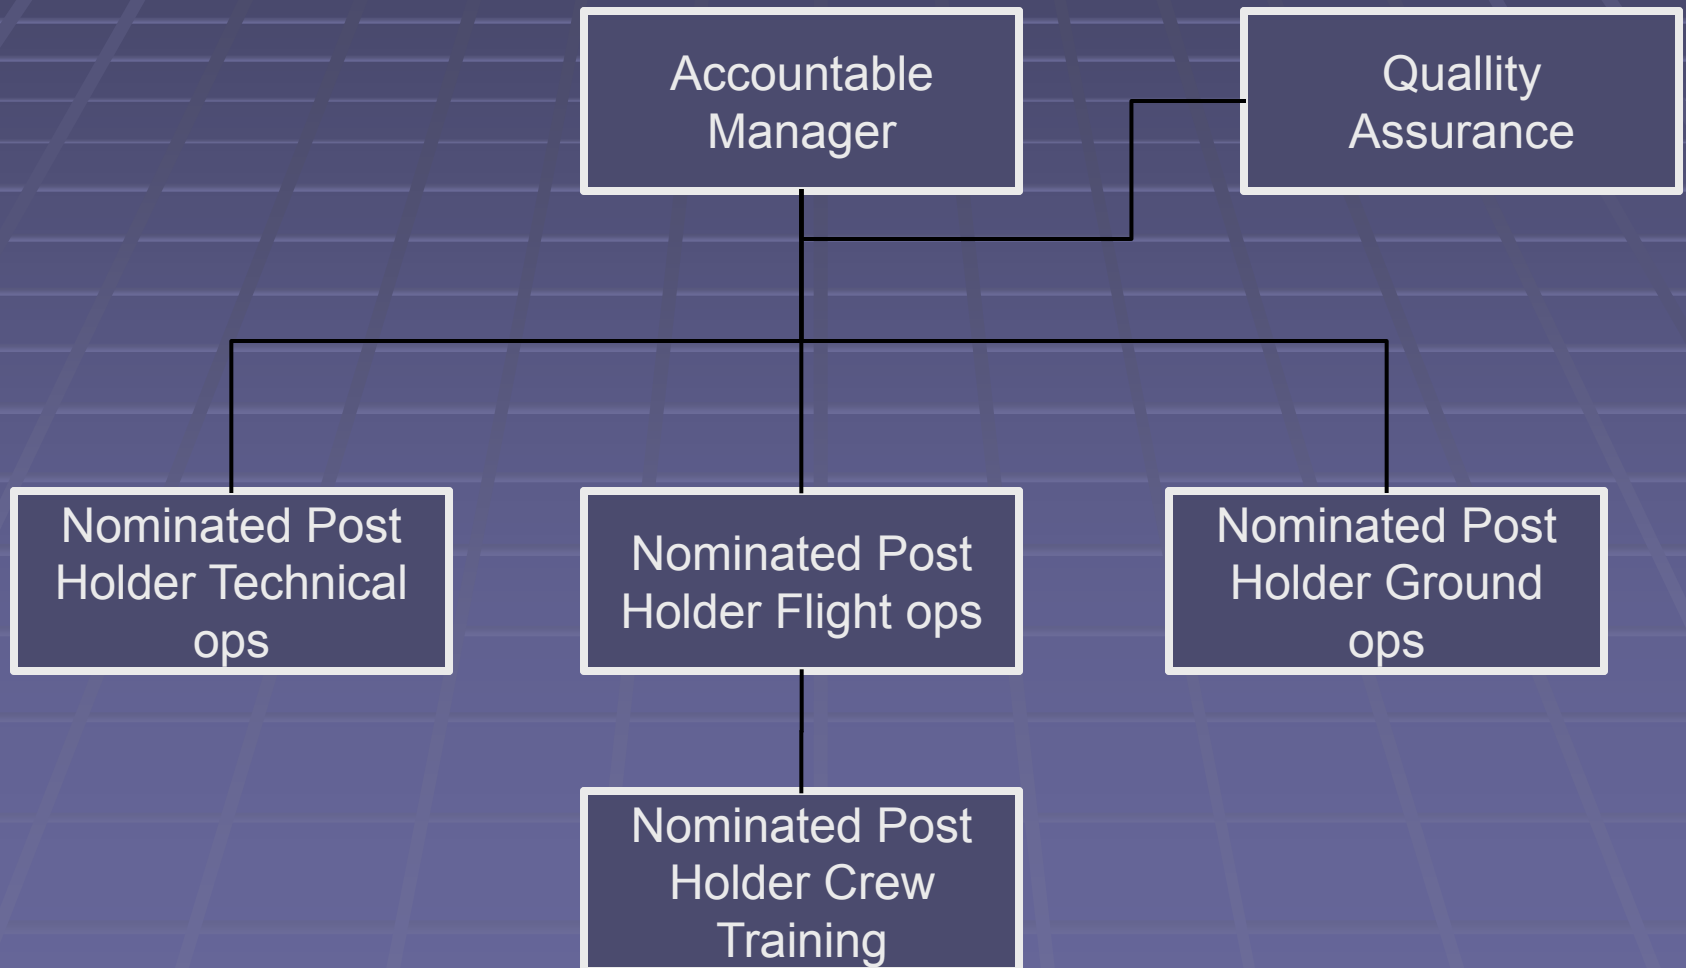 Accountable
Manager
Quallity
Assurance
Nominated Post
Holder Technical
ops
Nominated Post
Holder Flight ops
Nominated Post
Holder Ground
ops
Nominated Post
Holder Crew
Training